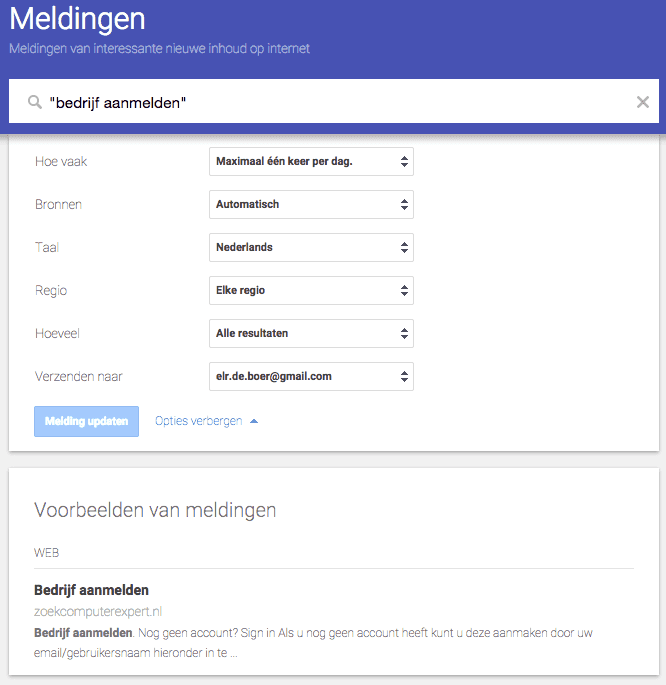 Meldingen
Meldingen van interessante nieuwe inhoud op internet
"bedrijf aanmelden"
Hoe vaak Maximaal één keer per dag.
Bronnen Automatisch
Taal Nederlands
Regio Elke regio
Hoeveel Alle resultaten
Verzenden naar elr.de.boer@gmail.com
Melding updaten Opties verbergen
Voorbeelden van meldingen
WEB
Bedrijf aanmelden
zoekcomputerexpert.nl
Bedrijf aanmelden. Nog geen account? Sign in Als u nog geen account heeft kunt u deze aanmaken door uw
email/gebruikersnaam hieronder in te ...